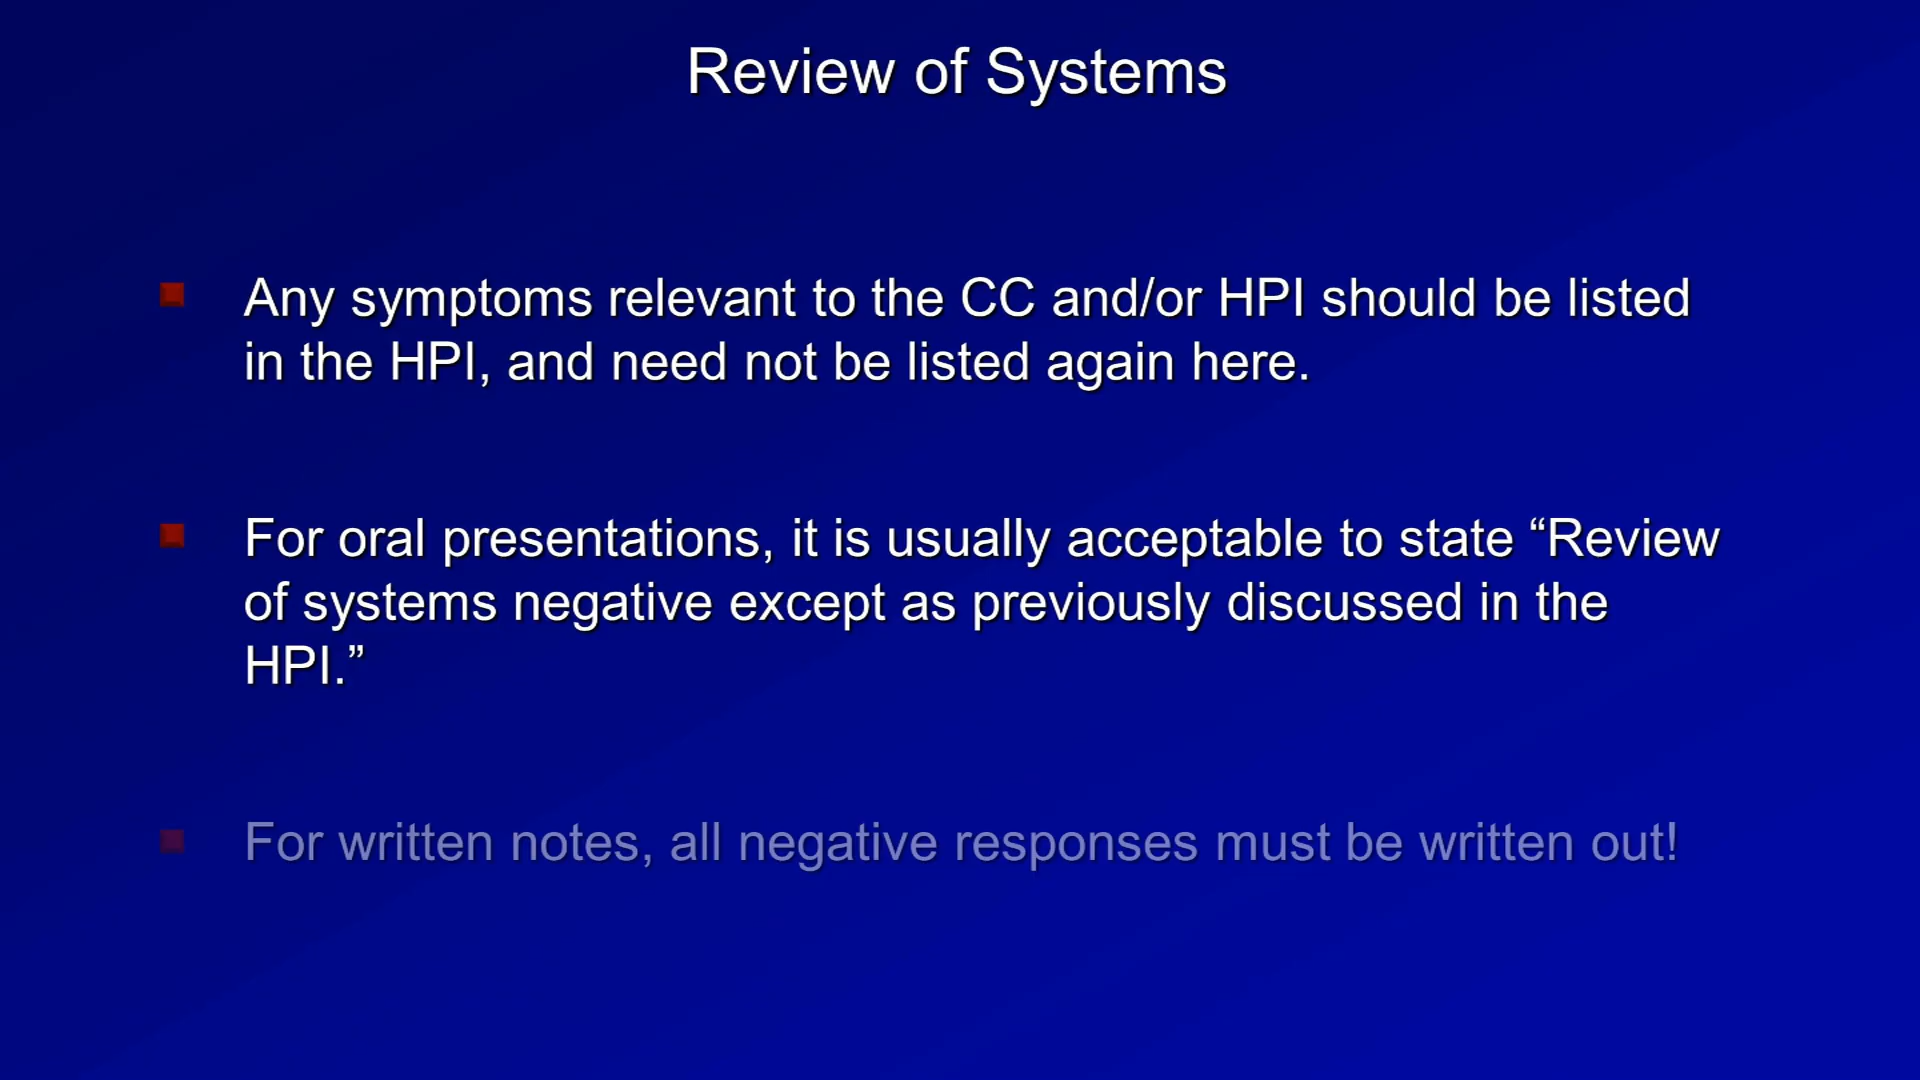 Review of Systems
Any symptoms relevant to the CC and/or HPI should be listed
in the HPI, and need not be listed again here.
For oral presentations, it is usually acceptable to state “Review
of systems negative except as previously discussed in the
HPI.”
For written notes, all negative responses must be written out!